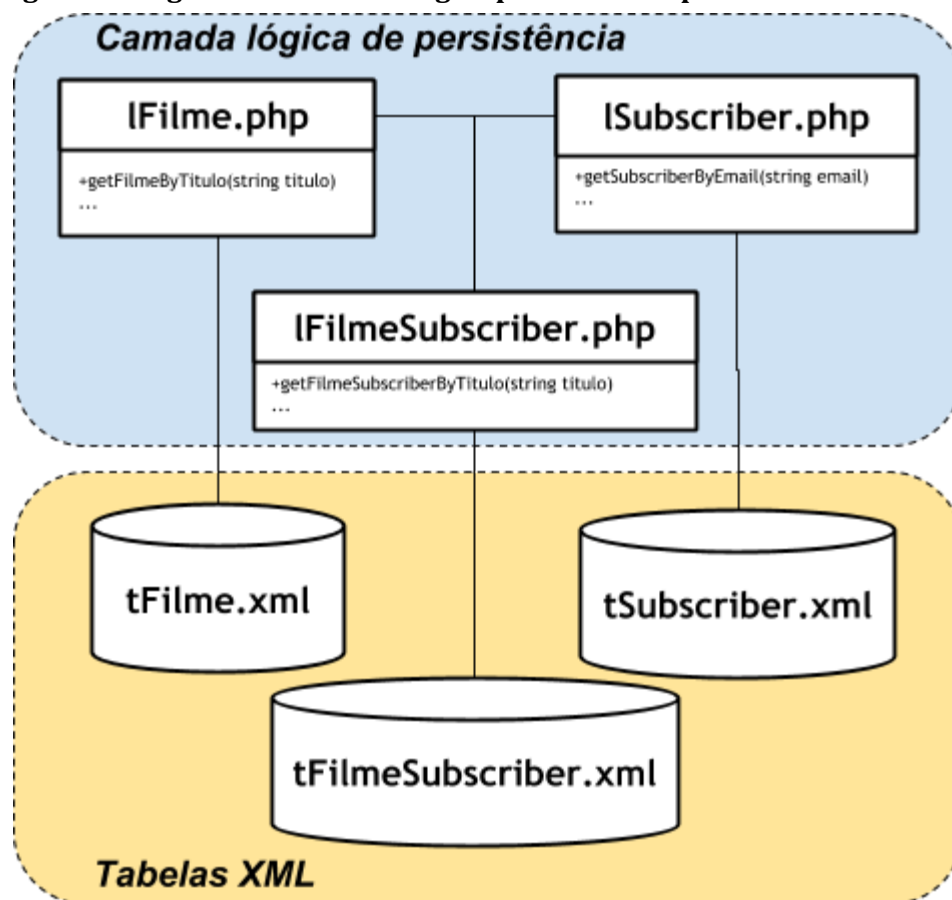 Camada lógica de persistência
lFilme.php
+getFilmeByTitulo(string titulo)
...
lSubscriber.php
+getSubscriberByEmail(string email)
...
lFilmeSubscriber.php
+getFilmeSubscriberByTitulo(string titulo)
...
tFilme.xml
tSubscriber.xml
tFilmeSubscriber.xml
Tabelas XML